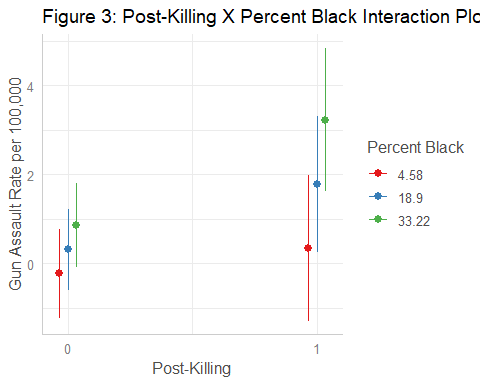 Figure 3: Post-Killing X Percent Black Interaction Plo
Gun Assault Rate per 100,000
4
2
0
0
1
Post-Killing
Percent Black
4.58
18.9
33.22